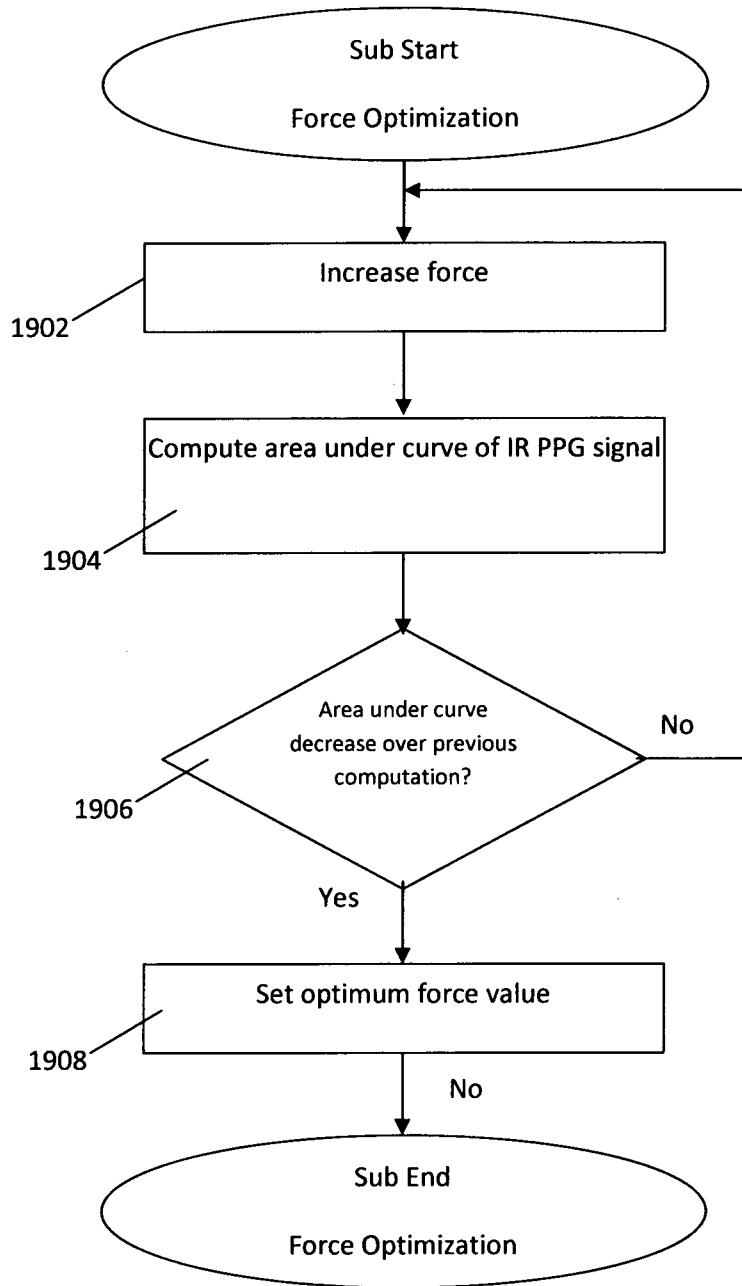 Sub Start
Force Optimization
Increase force
1902
Compute area under curve of IR PPG signal
1904
Area under curve
decrease over previous
computation?
No
1906
Yes
Set optimum force value
1908
No
Sub End
Force Optimization